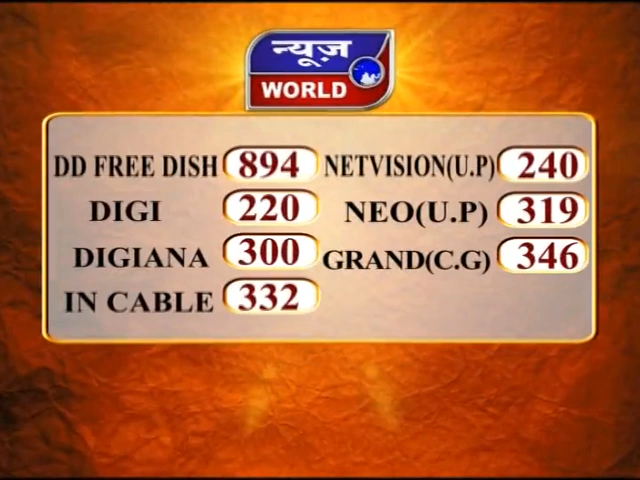 न्यूज़
WORLD
DD FREE DISH 894 NETVISION(U.P) 240
DIGI 220 NEO(U.P) 319
DIGIANA 300 GRAND(C.G) 346
IN CABLE 332